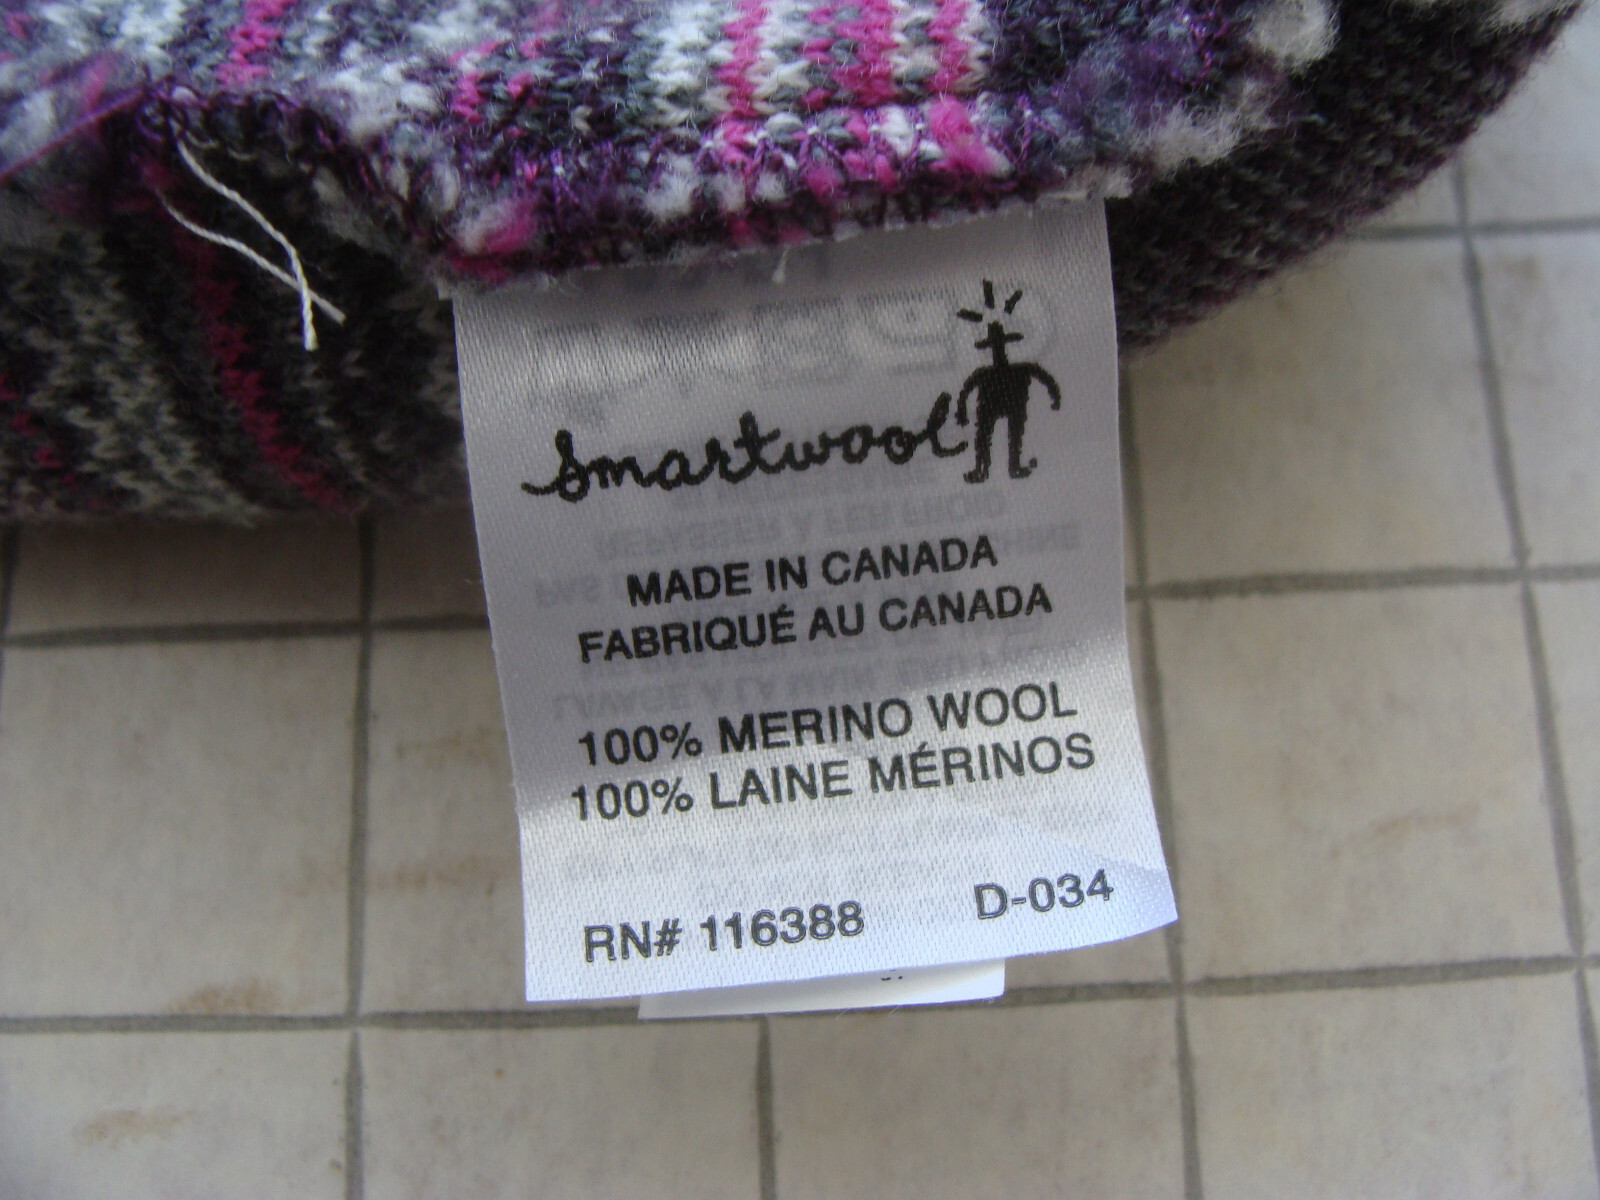 Smartwool
MADE IN CANADA
FABRIQUÉ AU CANADA
100% MERINO WOOL
100% LAINE MÉRINOS
RN# 116388 D-034